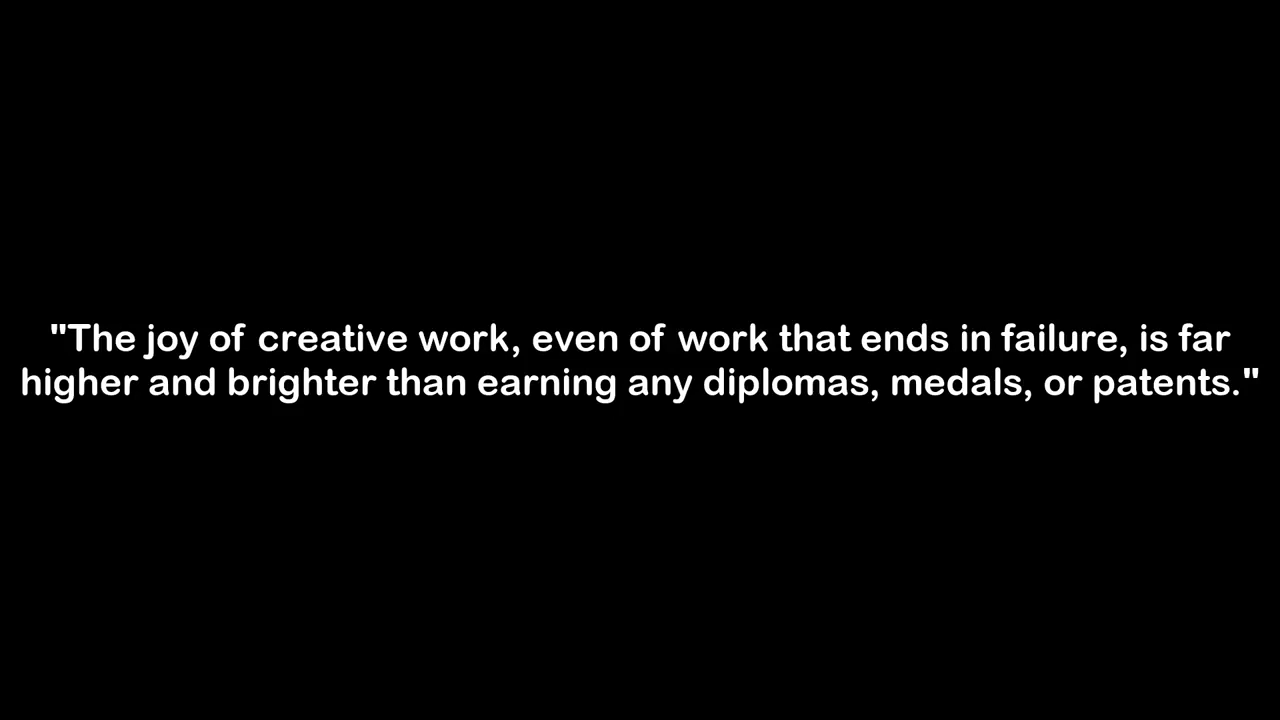 "The joy of creative work, even of work that ends in failure, is far
higher and brighter than earning any diplomas, medals, or patents."